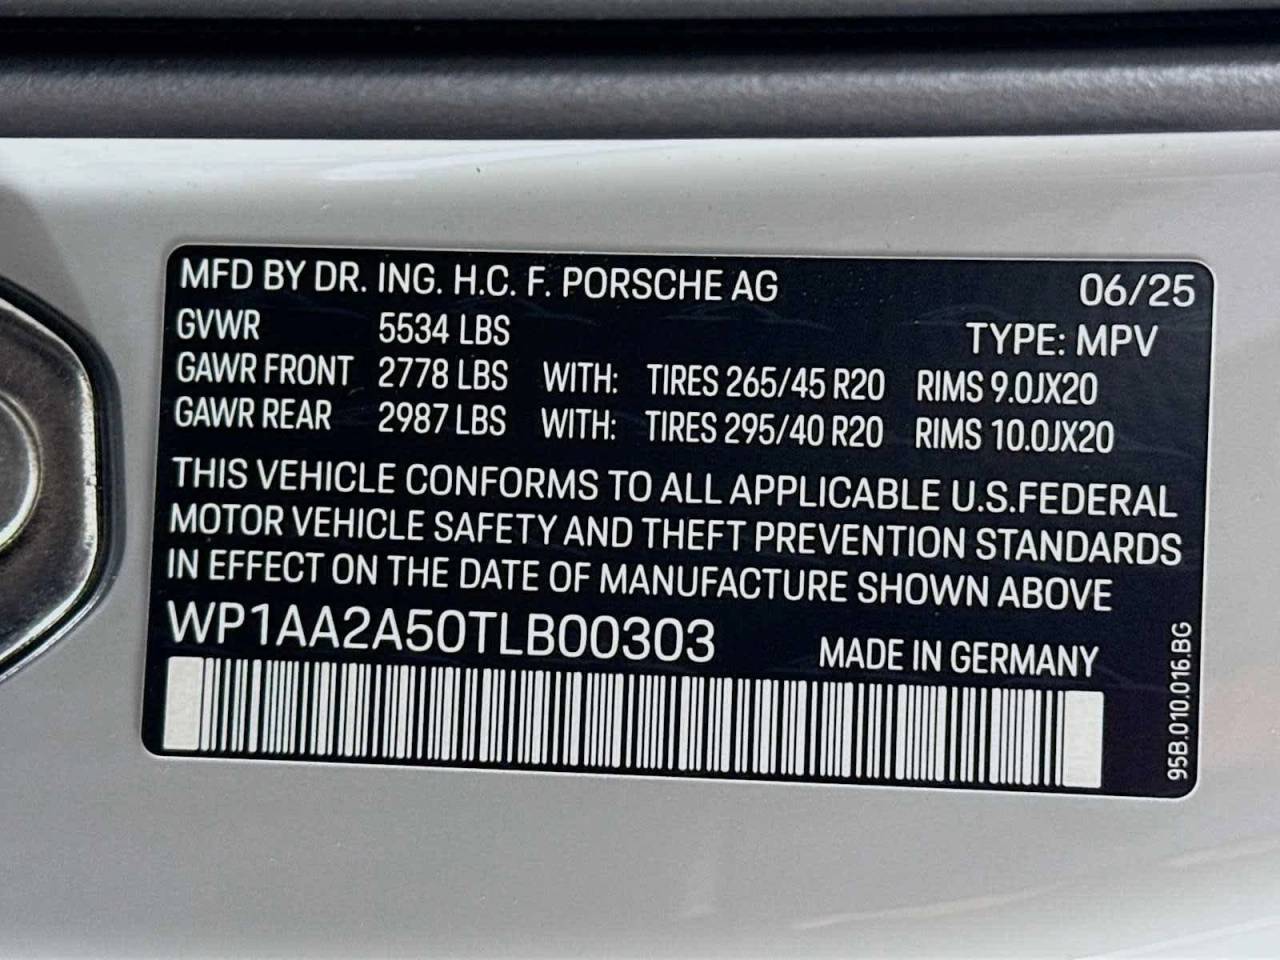 MFD BY DR. ING. H.C. F. PORSCHE AG 06/25
GVWR 5534 LBS TYPE: MPV
GAWR FRONT 2778 LBS WITH: TIRES 265/45 R20 RIMS 9.0JX20
GAWR REAR 2987 LBS WITH: TIRES 295/40 R20 RIMS 10.0JX20
THIS VEHICLE CONFORMS TO ALL APPLICABLE U.S.FEDERAL
MOTOR VEHICLE SAFETY AND THEFT PREVENTION STANDARDS
IN EFFECT ON THE DATE OF MANUFACTURE SHOWN ABOVE
WP1AA2A50TLB00303
MADE IN GERMANY
95B.010.016.BG